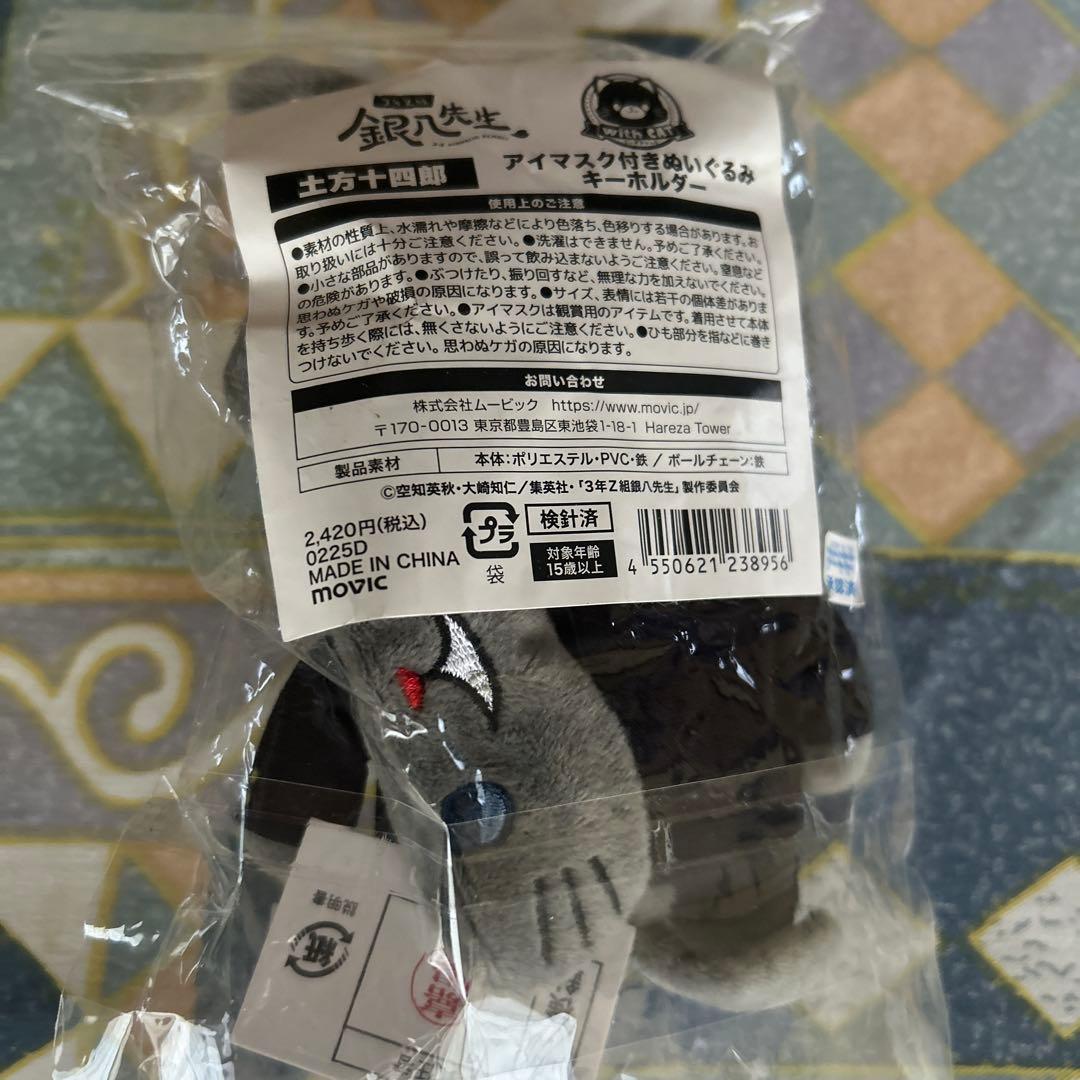 3年Z組
銀八先生
With CAT
土方十四郎
アイマスク付きぬいぐるみ
キーホルダー
使用上のご注意
●素材の性質上、水濡れや摩擦などにより色落ち、色移りする場合があります。お
取り扱いには十分ご注意ください。●洗濯はできません。予めご了承ください。
●小さな部品がありますので、誤って飲み込まないようご注意ください。窒息など
の危険があります。●ぶつけたり、振り回すなど、無理な力を加えないでください。
思わぬケガや破損の原因になります。●サイズ、表情には若干の個体差がありま
す。予めご了承ください。●アイマスクは観賞用のアイテムです。着用させて本体
を持ち歩く際には、無くさないようにご注意ください。●ひも部分を指などに巻き
つけないでください。思わぬケガの原因になります。
お問い合わせ
株式会社ムービック https://www.movic.jp/
〒170-0013 東京都豊島区東池袋1-18-1 Hareza Tower
製品素材 本体:ポリエステル・PVC・鉄 / ボールチェーン:鉄
©空知英秋・大崎知仁/集英社・「3年Z組銀八先生」製作委員会
2,420円(税込)
0225D
MADE IN CHINA
movic
プラ
袋
検針済
対象年齢
15歳以上
4 550621 238956
承認済
説明書
紙